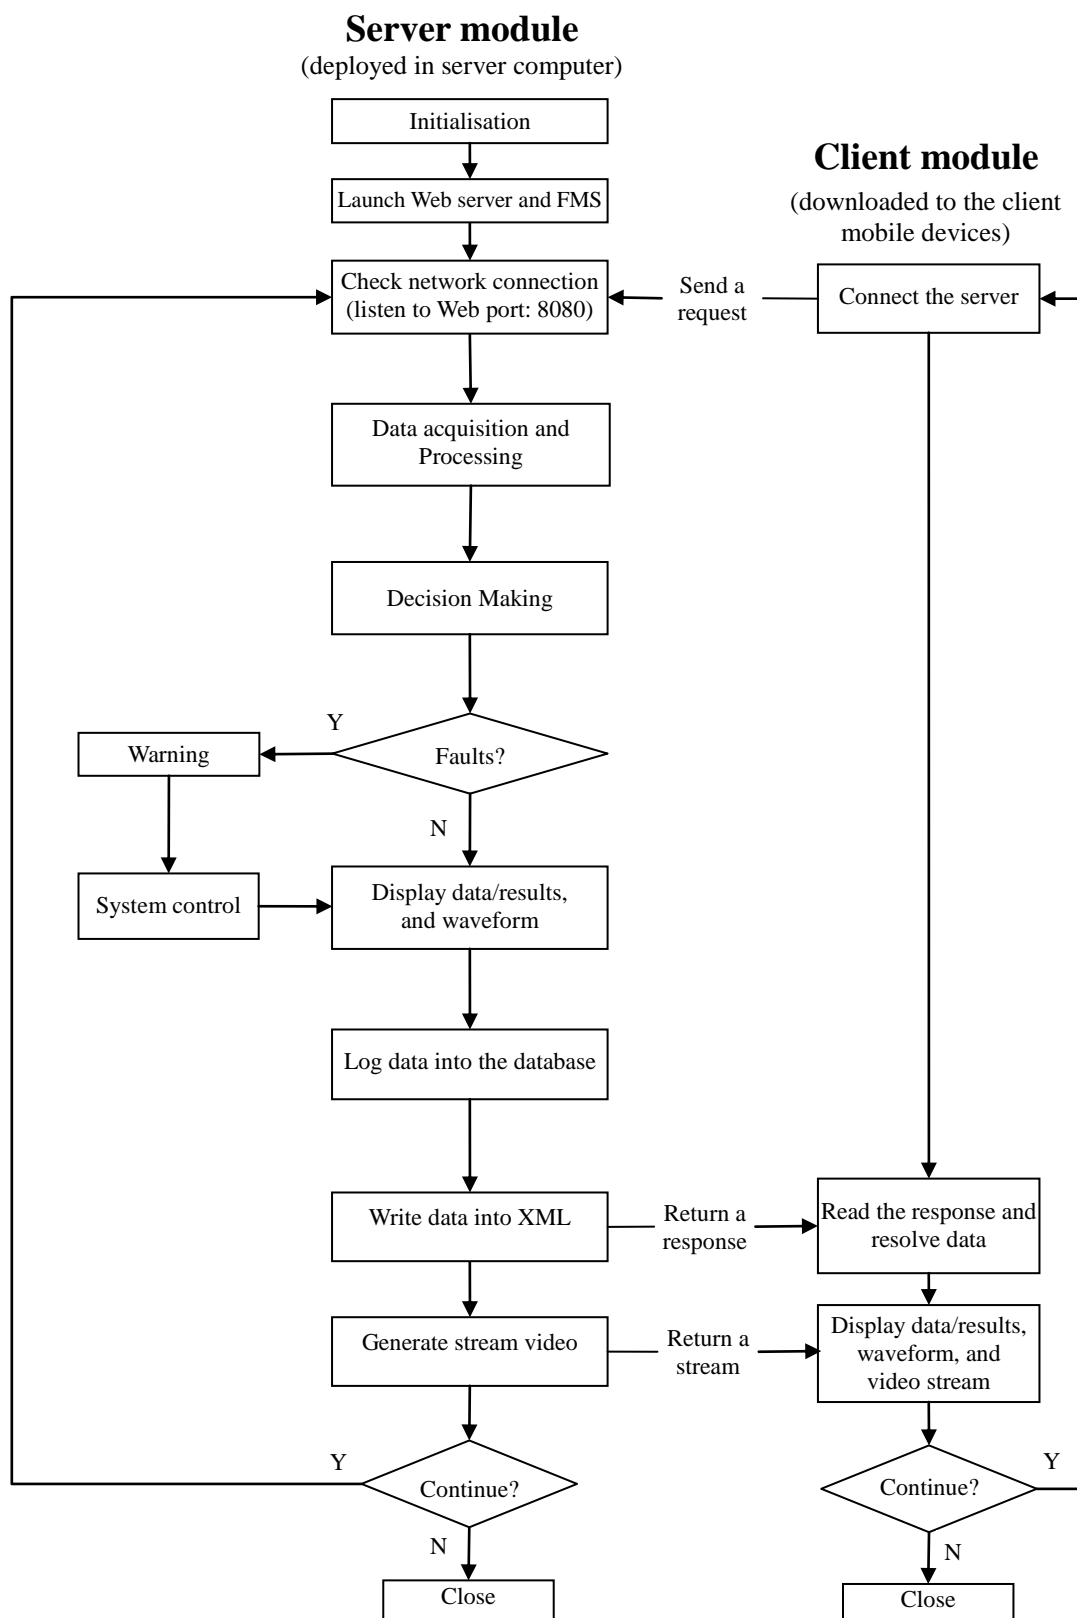 Server module
(deployed in server computer)
Initialisation
Launch Web server and FMS
Check network connection
(listen to Web port: 8080)
Data acquisition and
Processing
Decision Making
Y
Faults?
Warning
N
System control
Display data/results,
and waveform
Log data into the database
Write data into XML
Generate stream video
Y
Continue?
N
Close
Send a
request
Return a
response
Return a
stream
Client module
(downloaded to the client
mobile devices)
Connect the server
Read the response and
resolve data
Display data/results,
waveform, and
video stream
Continue?
Y
N
Close